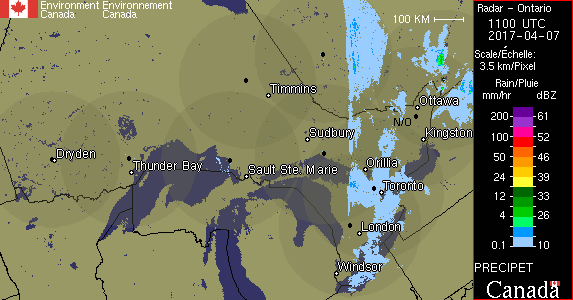 Environment Environnement
Canada Canada
100 KM
Timmins
Ottawa
N/O
Sudbury
Kingston
Dryden
Thunder Bay
Sault Ste. Marie
Orillia
Toronto
London
Windsor
Radar - Ontario
1100 UTC
2017-04-07
Scale/Échelle:
3.5 km/Pixel
Rain/Pluie
mm/hr dBZ
200 61
100 52
50 46
24 39
12 33
4 26
0.1 10
PRECIPET
Canada